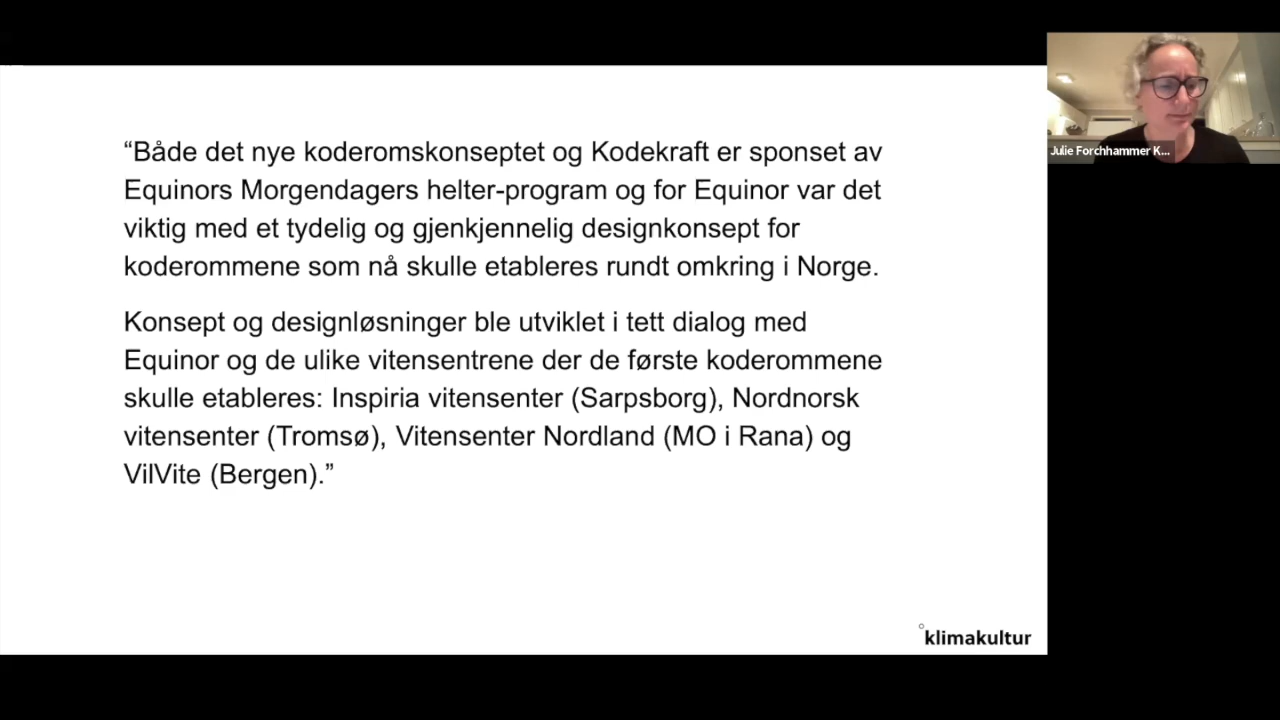 “Både det nye koderomskonseptet og Kodekraft er sponset av
Equinors Morgendagers helter-program og for Equinor var det
viktig med et tydelig og gjenkjennelig designkonsept for
koderommene som nå skulle etableres rundt omkring i Norge.
Konsept og designløsninger ble utviklet i tett dialog med
Equinor og de ulike vitensentrene der de første koderommene
skulle etableres: Inspiria vitensenter (Sarpsborg), Nordnorsk
vitensenter (Tromsø), Vitensenter Nordland (MO i Rana) og
VilVite (Bergen).”
°klimakultur
Julie Forchhammer K...